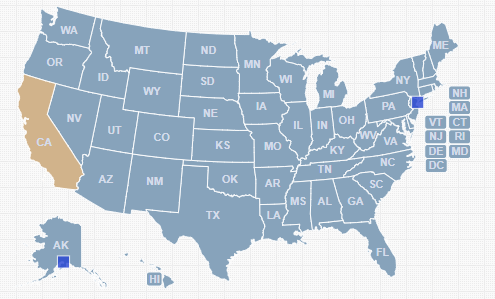 WA
MT
ND
MN
ME
OR
ID
SD
WI
MI
NY
WY
NE
IA
PA
NH
MA
VT CT
NJ RI
DE MD
DC
CA
NV
UT
CO
KS
MO
IL
IN
OH
WV
VA
KY
NC
TN
SC
AZ
NM
OK
AR
MS
AL
GA
TX
LA
FL
AK
HI